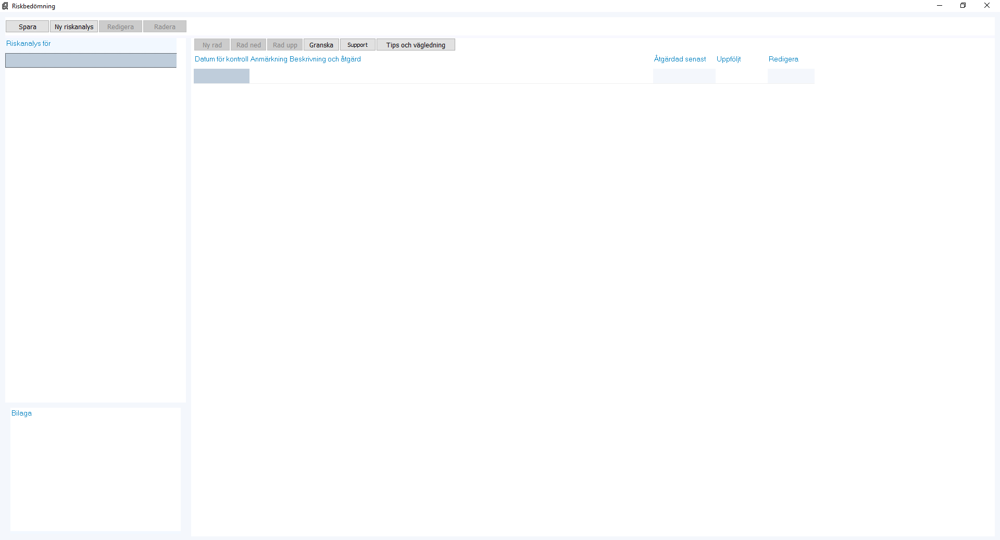 Riskbedömning
Spara Ny riskanalys Redigera Radera
Riskanalys för
Ny rad Rad ned Rad upp Granska Support Tips och vägledning
Datum för kontroll Anmärkning Beskrivning och åtgärd Åtgärdad senast Uppföljt Redigera
Bilaga